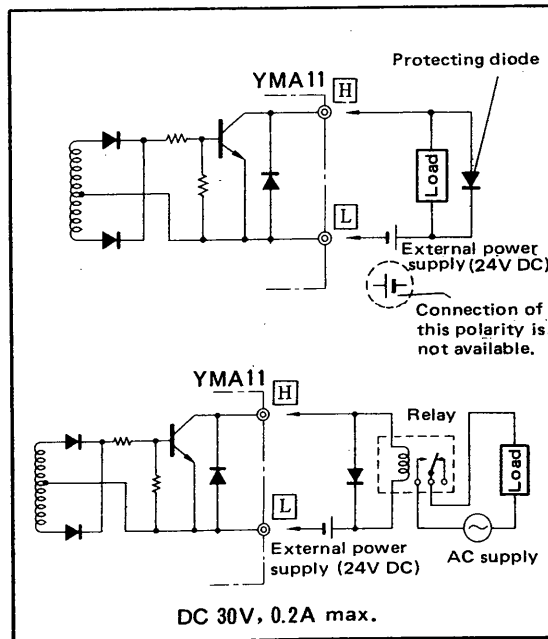 Protecting diode
YMA11
H
Load
L
External power
supply (24V DC)
Connection of
this polarity is
not available.
YMA11
H
Relay
Load
L
External power
supply (24V DC)
AC supply
DC 30V, 0.2A max.